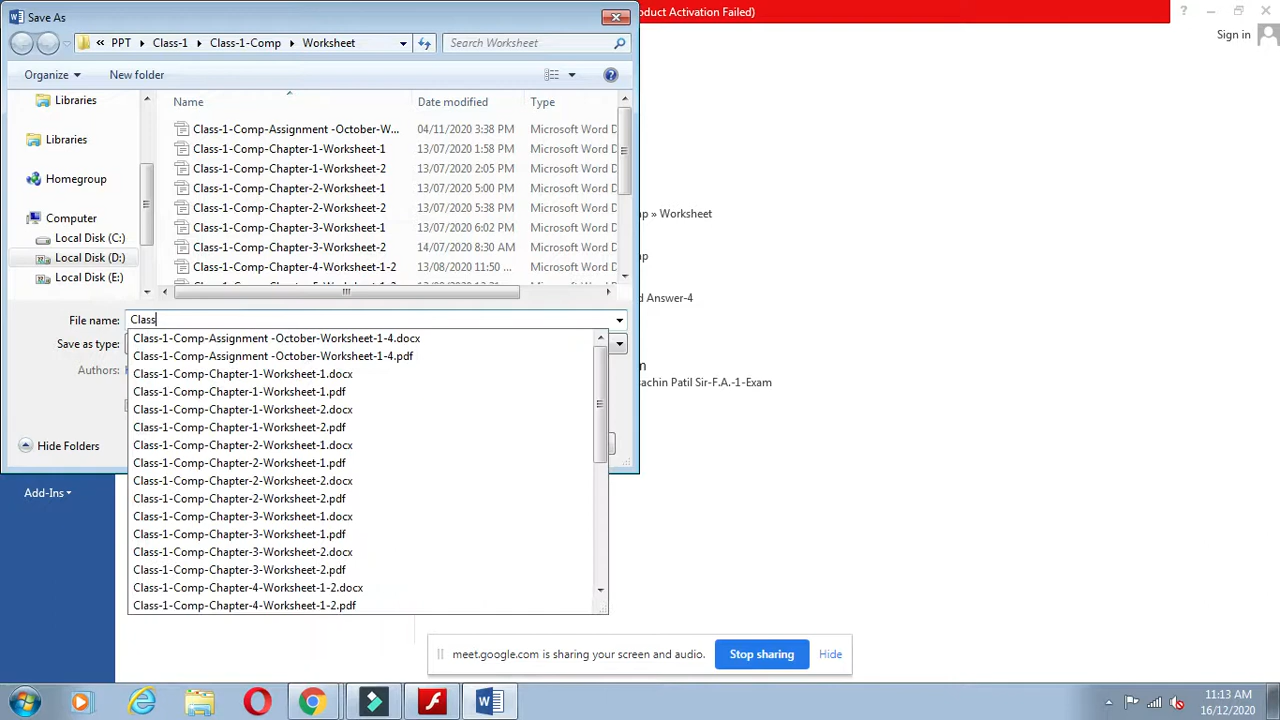 Save As
oduct Activation Failed)
?
Sign in
« PPT Class-1 Class-1-Comp Worksheet
Search Worksheet
Organize New folder
Name Date modified Type
Libraries
Libraries
Homegroup
Computer
Local Disk (C:)
Local Disk (D:)
Local Disk (E:)
Class-1-Comp-Assignment -October-W... 04/11/2020 3:38 PM Microsoft Word D
Class-1-Comp-Chapter-1-Worksheet-1 13/07/2020 1:58 PM Microsoft Word D
Class-1-Comp-Chapter-1-Worksheet-2 13/07/2020 2:05 PM Microsoft Word D
Class-1-Comp-Chapter-2-Worksheet-1 13/07/2020 5:00 PM Microsoft Word D
Class-1-Comp-Chapter-2-Worksheet-2 13/07/2020 5:38 PM Microsoft Word D
Class-1-Comp-Chapter-3-Worksheet-1 13/07/2020 6:02 PM Microsoft Word D
Class-1-Comp-Chapter-3-Worksheet-2 14/07/2020 8:30 AM Microsoft Word D
Class-1-Comp-Chapter-4-Worksheet-1-2 13/08/2020 11:50 ... Microsoft Word D
mp » Worksheet
mp
d Answer-4
m
achin Patil Sir-F.A.-1-Exam
File name: Class
Save as type:
Authors:
Class-1-Comp-Assignment -October-Worksheet-1-4.docx
Class-1-Comp-Assignment -October-Worksheet-1-4.pdf
Class-1-Comp-Chapter-1-Worksheet-1.docx
Class-1-Comp-Chapter-1-Worksheet-1.pdf
Class-1-Comp-Chapter-1-Worksheet-2.docx
Class-1-Comp-Chapter-1-Worksheet-2.pdf
Class-1-Comp-Chapter-2-Worksheet-1.docx
Class-1-Comp-Chapter-2-Worksheet-1.pdf
Class-1-Comp-Chapter-2-Worksheet-2.docx
Class-1-Comp-Chapter-2-Worksheet-2.pdf
Class-1-Comp-Chapter-3-Worksheet-1.docx
Class-1-Comp-Chapter-3-Worksheet-1.pdf
Class-1-Comp-Chapter-3-Worksheet-2.docx
Class-1-Comp-Chapter-3-Worksheet-2.pdf
Class-1-Comp-Chapter-4-Worksheet-1-2.docx
Class-1-Comp-Chapter-4-Worksheet-1-2.pdf
Hide Folders
Add-Ins
meet.google.com is sharing your screen and audio. Stop sharing Hide
11:13 AM
16/12/2020